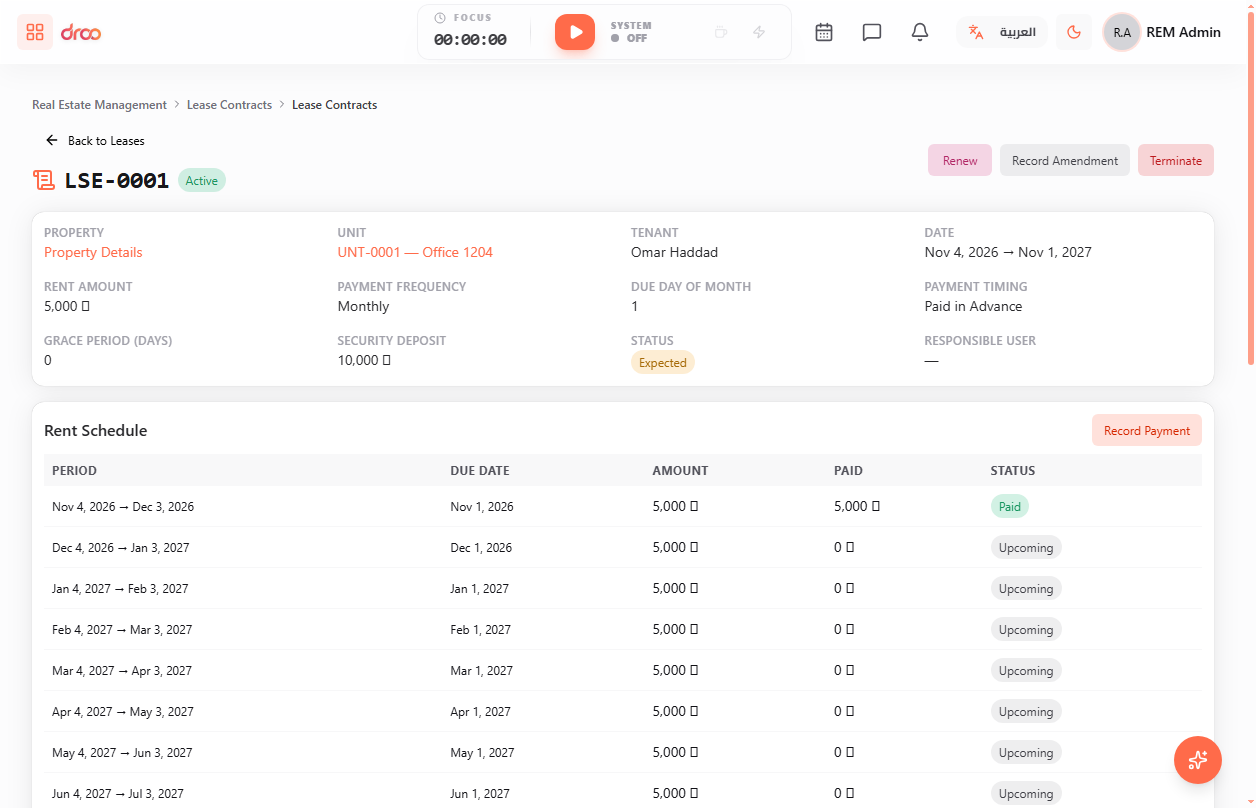 droo
FOCUS
00:00:00
SYSTEM
OFF
العربية
R.A
REM Admin
Real Estate Management > Lease Contracts > Lease Contracts
← Back to Leases
LSE-0001 Active
Renew
Record Amendment
Terminate
PROPERTY UNIT TENANT DATE
Property Details UNT-0001 — Office 1204 Omar Haddad Nov 4, 2026 → Nov 1, 2027
RENT AMOUNT PAYMENT FREQUENCY DUE DAY OF MONTH PAYMENT TIMING
5,000 Monthly 1 Paid in Advance
GRACE PERIOD (DAYS) SECURITY DEPOSIT STATUS RESPONSIBLE USER
0 10,000 Expected —
Rent Schedule Record Payment
PERIOD DUE DATE AMOUNT PAID STATUS
Nov 4, 2026 → Dec 3, 2026 Nov 1, 2026 5,000 5,000 Paid
Dec 4, 2026 → Jan 3, 2027 Dec 1, 2026 5,000 0 Upcoming
Jan 4, 2027 → Feb 3, 2027 Jan 1, 2027 5,000 0 Upcoming
Feb 4, 2027 → Mar 3, 2027 Feb 1, 2027 5,000 0 Upcoming
Mar 4, 2027 → Apr 3, 2027 Mar 1, 2027 5,000 0 Upcoming
Apr 4, 2027 → May 3, 2027 Apr 1, 2027 5,000 0 Upcoming
May 4, 2027 → Jun 3, 2027 May 1, 2027 5,000 0 Upcoming
Jun 4, 2027 → Jul 3, 2027 Jun 1, 2027 5,000 0 Upcoming